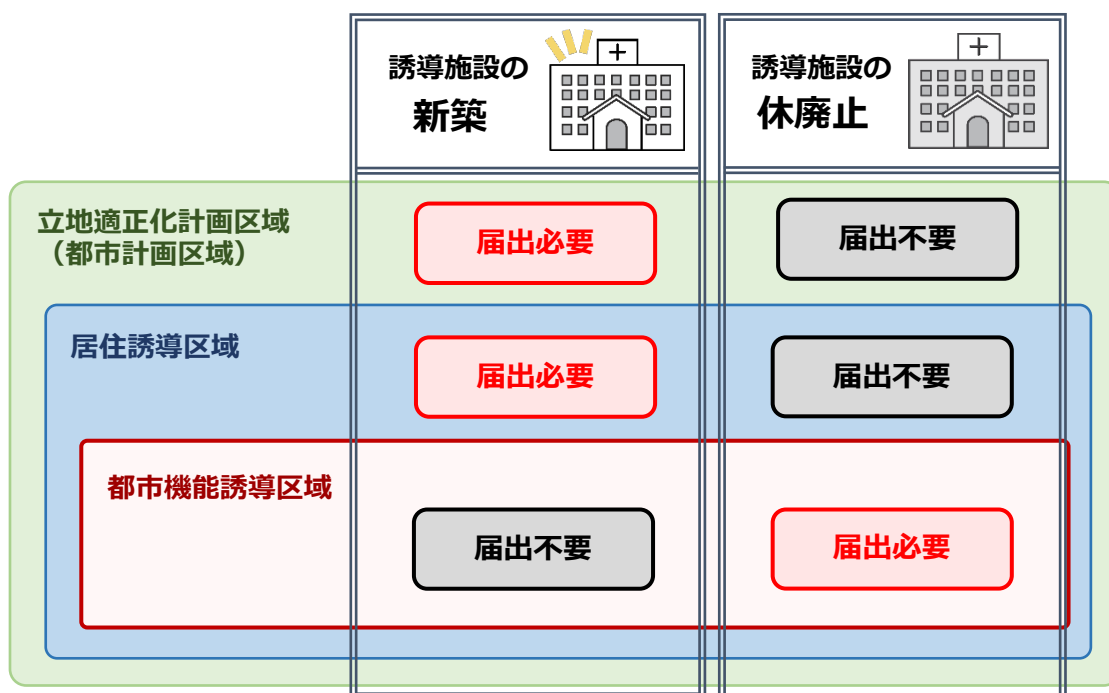 誘導施設の
新築
誘導施設の
休廃止
立地適正化計画区域
（都市計画区域）
届出必要
届出不要
居住誘導区域
届出必要
届出不要
都市機能誘導区域
届出不要
届出必要